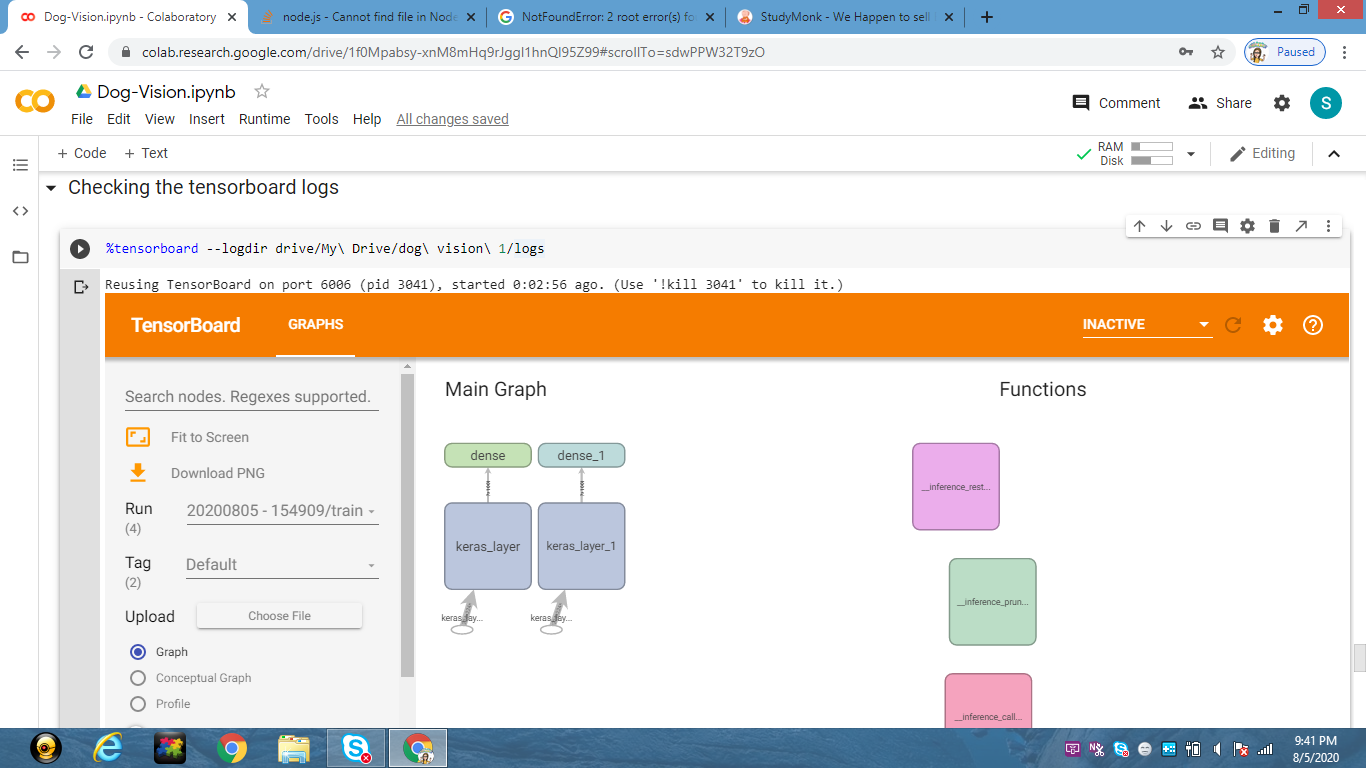 Dog-Vision.ipynb - Colaboratory
node.js - Cannot find file in Node
NotFoundError: 2 root error(s) fo
StudyMonk - We Happen to sell
colab.research.google.com/drive/1f0Mpabsy-xnM8mHq9rJggI1hnQl95Z99#scrollTo=sdwPPW32T9zO
Paused
Dog-Vision.ipynb
File Edit View Insert Runtime Tools Help All changes saved
Comment
Share
S
+ Code + Text
RAM
Disk
Editing
Checking the tensorboard logs
%tensorboard --logdir drive/My\ Drive/dog\ vision\ 1/logs
Reusing TensorBoard on port 6006 (pid 3041), started 0:02:56 ago. (Use '!kill 3041' to kill it.)
TensorBoard
GRAPHS
INACTIVE
Search nodes. Regexes supported.
Fit to Screen
Download PNG
Run
(4)
20200805 - 154909/train
Tag
(2)
Default
Upload
Choose File
Graph
Conceptual Graph
Profile
Main Graph
dense
dense_1
keras_layer
keras_layer_1
keras_lay...
keras_lay...
Functions
__inference_rest...
__inference_prun...
__inference_call...
9:41 PM
8/5/2020